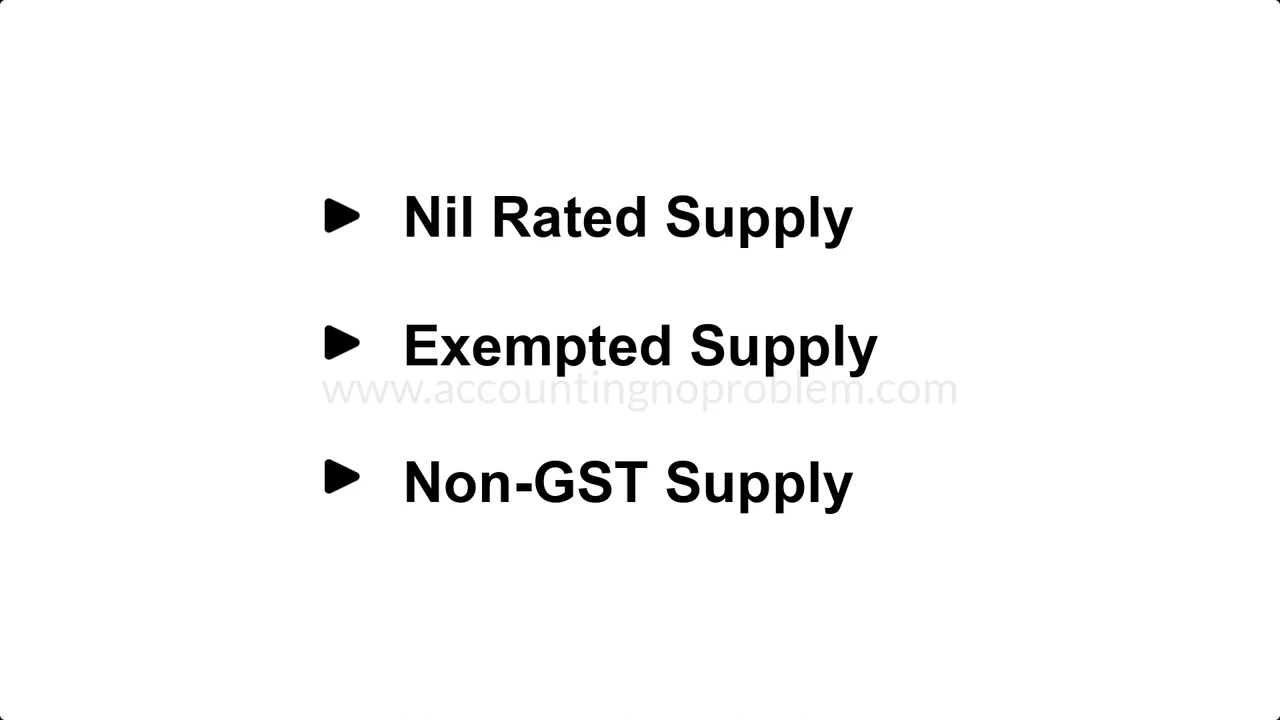 Nil Rated Supply
Exempted Supply
www.accountingnoproblem.com
Non-GST Supply